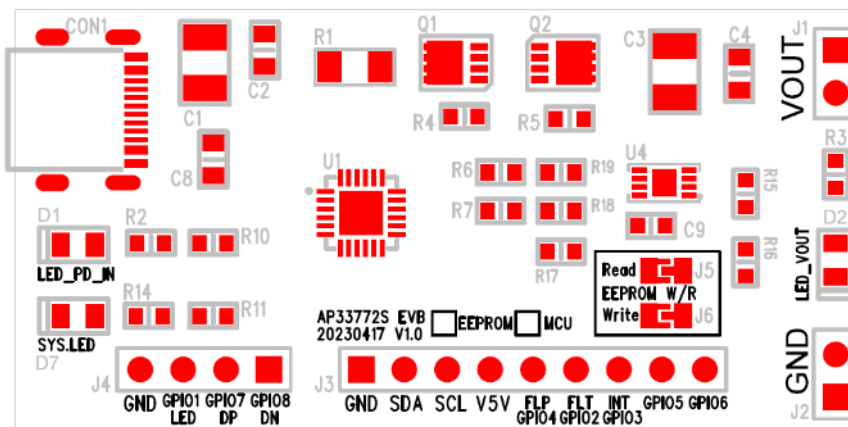 CON1
C1
C2
C8
R1
Q1
Q2
R4
R5
C3
C4
J1
VOUT
R3
U1
R6
R19
R7
R18
R17
U4
C9
R15
R16
D2
LED_VOUT
D1
LED_PD_IN
R2
R10
SYS.LED
D7
R14
R11
Read
J5
EEPROM W/R
Write
J6
AP33772S EVB
20230417 V1.0
EEPROM
MCU
J4
GND
GPIO1
LED
GPIO7
DP
GPIO8
DN
J3
GND
SDA
SCL
V5V
FLP
GPIO4
FLT
GPIO2
INT
GPIO3
GPIO5
GPIO6
GND
J2